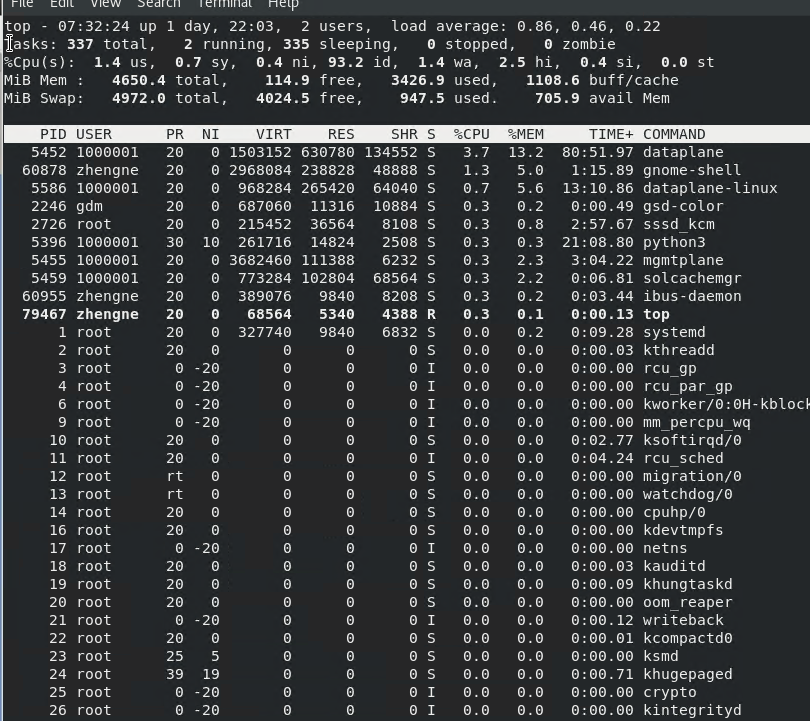 File Edit View Search Terminal Help
top - 07:32:24 up 1 day, 22:03,  2 users,  load average: 0.86, 0.46, 0.22
Tasks: 337 total,   2 running, 335 sleeping,   0 stopped,   0 zombie
%Cpu(s):  1.4 us,  0.7 sy,  0.4 ni, 93.2 id,  1.4 wa,  2.5 hi,  0.4 si,  0.0 st
MiB Mem :   4650.4 total,    114.9 free,   3426.9 used,   1108.6 buff/cache
MiB Swap:   4972.0 total,   4024.5 free,    947.5 used.    705.9 avail Mem
PID USER PR NI VIRT RES SHR S %CPU %MEM TIME+ COMMAND
5452 1000001 20 0 1503152 630780 134552 S 3.7 13.2 80:51.97 dataplane
60878 zhengne 20 0 2968084 238828 48888 S 1.3 5.0 1:15.89 gnome-shell
5586 1000001 20 0 968284 265420 64040 S 0.7 5.6 13:10.86 dataplane-linux
2246 gdm 20 0 687060 11316 10884 S 0.3 0.2 0:00.49 gsd-color
2726 root 20 0 215452 36564 8108 S 0.3 0.8 2:57.67 sssd_kcm
5396 1000001 30 10 261716 14824 2508 S 0.3 0.3 21:08.80 python3
5455 1000001 20 0 3682460 111388 6232 S 0.3 2.3 3:04.22 mgmtplane
5459 1000001 20 0 773284 102804 68564 S 0.3 2.2 0:06.81 solcachemgr
60955 zhengne 20 0 389076 9840 8208 S 0.3 0.2 0:03.44 ibus-daemon
79467 zhengne 20 0 68564 5340 4388 R 0.3 0.1 0:00.13 top
1 root 20 0 327740 9840 6832 S 0.0 0.2 0:09.28 systemd
2 root 20 0 0 0 0 S 0.0 0.0 0:00.03 kthreadd
3 root 0 -20 0 0 0 I 0.0 0.0 0:00.00 rcu_gp
4 root 0 -20 0 0 0 I 0.0 0.0 0:00.00 rcu_par_gp
6 root 0 -20 0 0 0 I 0.0 0.0 0:00.00 kworker/0:0H-kblock
9 root 0 -20 0 0 0 I 0.0 0.0 0:00.00 mm_percpu_wq
10 root 20 0 0 0 0 S 0.0 0.0 0:02.77 ksoftirqd/0
11 root 20 0 0 0 0 I 0.0 0.0 0:04.24 rcu_sched
12 root rt 0 0 0 0 S 0.0 0.0 0:00.00 migration/0
13 root rt 0 0 0 0 S 0.0 0.0 0:00.00 watchdog/0
14 root 20 0 0 0 0 S 0.0 0.0 0:00.00 cpuhp/0
16 root 20 0 0 0 0 S 0.0 0.0 0:00.00 kdevtmpfs
17 root 0 -20 0 0 0 I 0.0 0.0 0:00.00 netns
18 root 20 0 0 0 0 S 0.0 0.0 0:00.03 kauditd
19 root 20 0 0 0 0 S 0.0 0.0 0:00.09 khungtaskd
20 root 20 0 0 0 0 S 0.0 0.0 0:00.00 oom_reaper
21 root 0 -20 0 0 0 I 0.0 0.0 0:00.12 writeback
22 root 20 0 0 0 0 S 0.0 0.0 0:00.01 kcompactd0
23 root 25 5 0 0 0 S 0.0 0.0 0:00.00 ksmd
24 root 39 19 0 0 0 S 0.0 0.0 0:00.71 khugepaged
25 root 0 -20 0 0 0 I 0.0 0.0 0:00.00 crypto
26 root 0 -20 0 0 0 I 0.0 0.0 0:00.00 kintegrityd